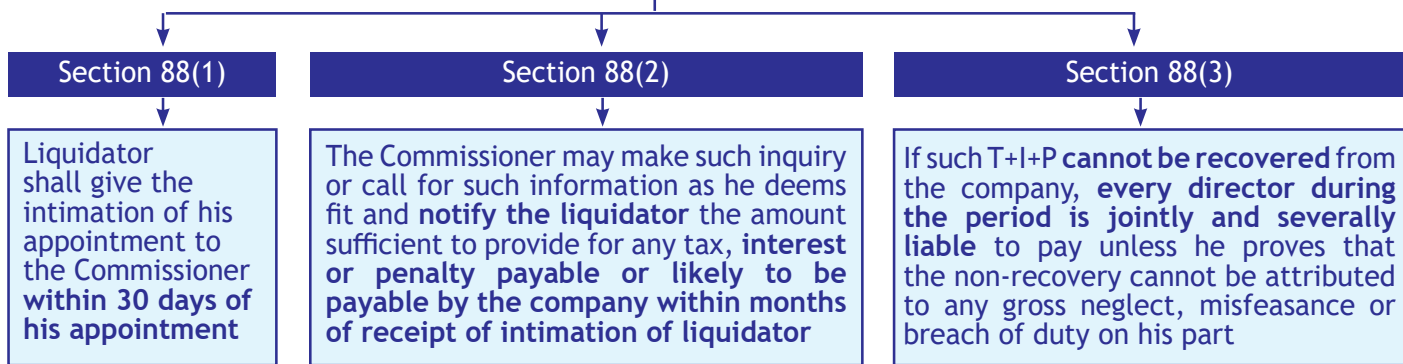 Section 88(1)
Liquidator
shall give the
intimation of his
appointment to
the Commissioner
within 30 days of
his appointment
Section 88(2)
The Commissioner may make such inquiry
or call for such information as he deems
fit and notify the liquidator the amount
sufficient to provide for any tax, interest
or penalty payable or likely to be
payable by the company within months
of receipt of intimation of liquidator
Section 88(3)
If such T+I+P cannot be recovered from
the company, every director during
the period is jointly and severally
liable to pay unless he proves that
the non-recovery cannot be attributed
to any gross neglect, misfeasance or
breach of duty on his part